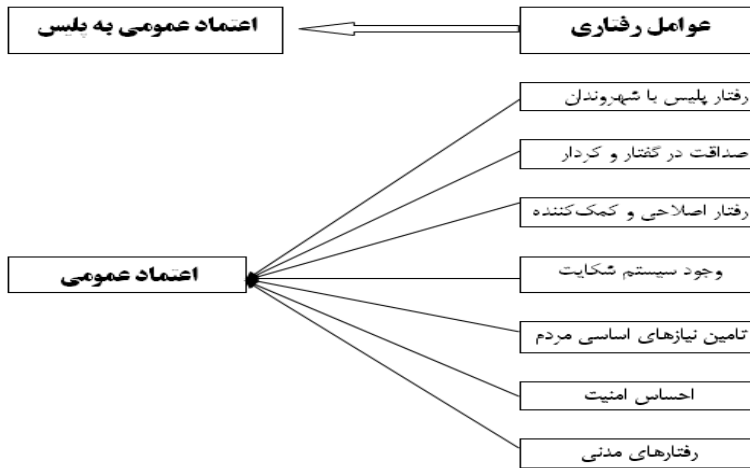 عوامل رفتاری
اعتماد عمومی به پلیس
رفتار پلیس با شهروندان
صداقت در گفتار و کردار
رفتار اصلاحی و کمک‌کننده
اعتماد عمومی
وجود سیستم شکایت
تامین نیازهای اساسی مردم
احساس امنیت
رفتارهای مدنی